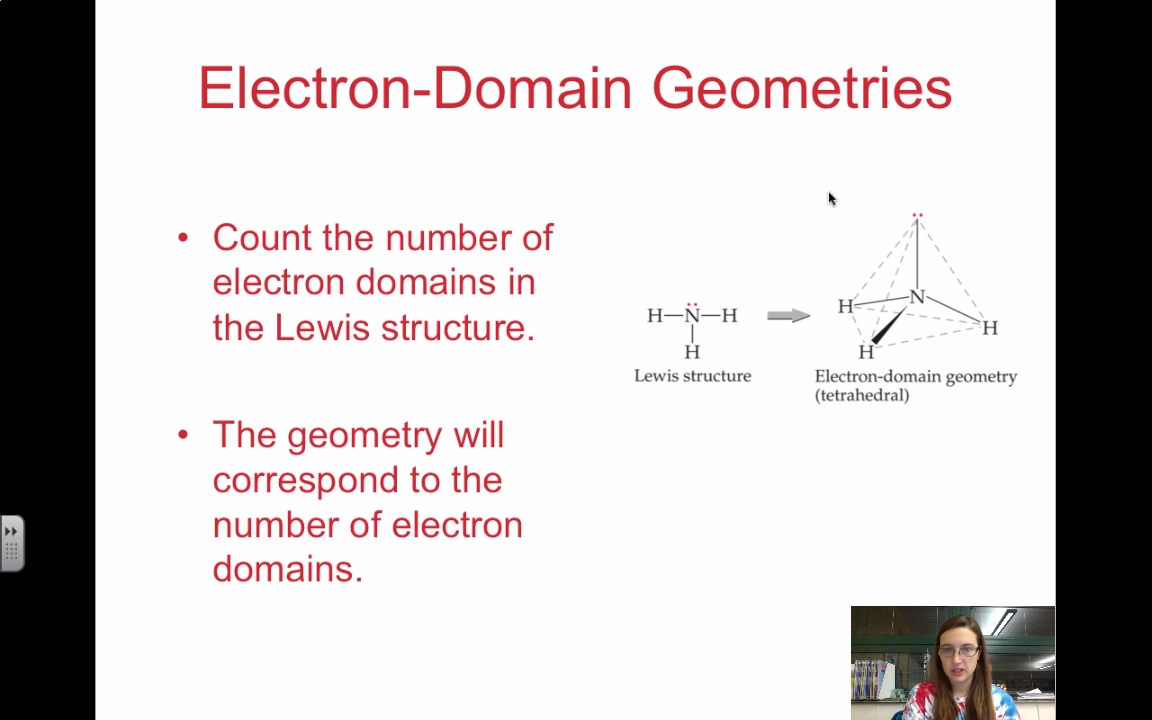 Electron-Domain Geometries
• Count the number of
electron domains in
the Lewis structure.
• The geometry will
correspond to the
number of electron
domains.
H—N—H
H
Lewis structure
N
H
H
H
Electron-domain geometry
(tetrahedral)